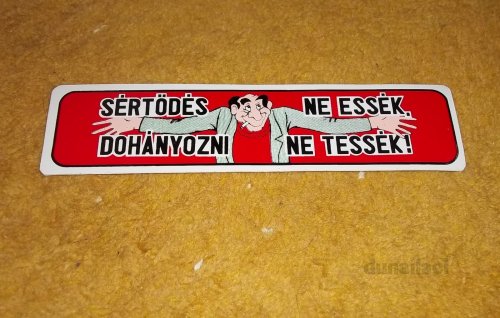 SÉRTŐDÉS NE ESSÉK,
DOHÁNYOZNI NE TESSÉK!